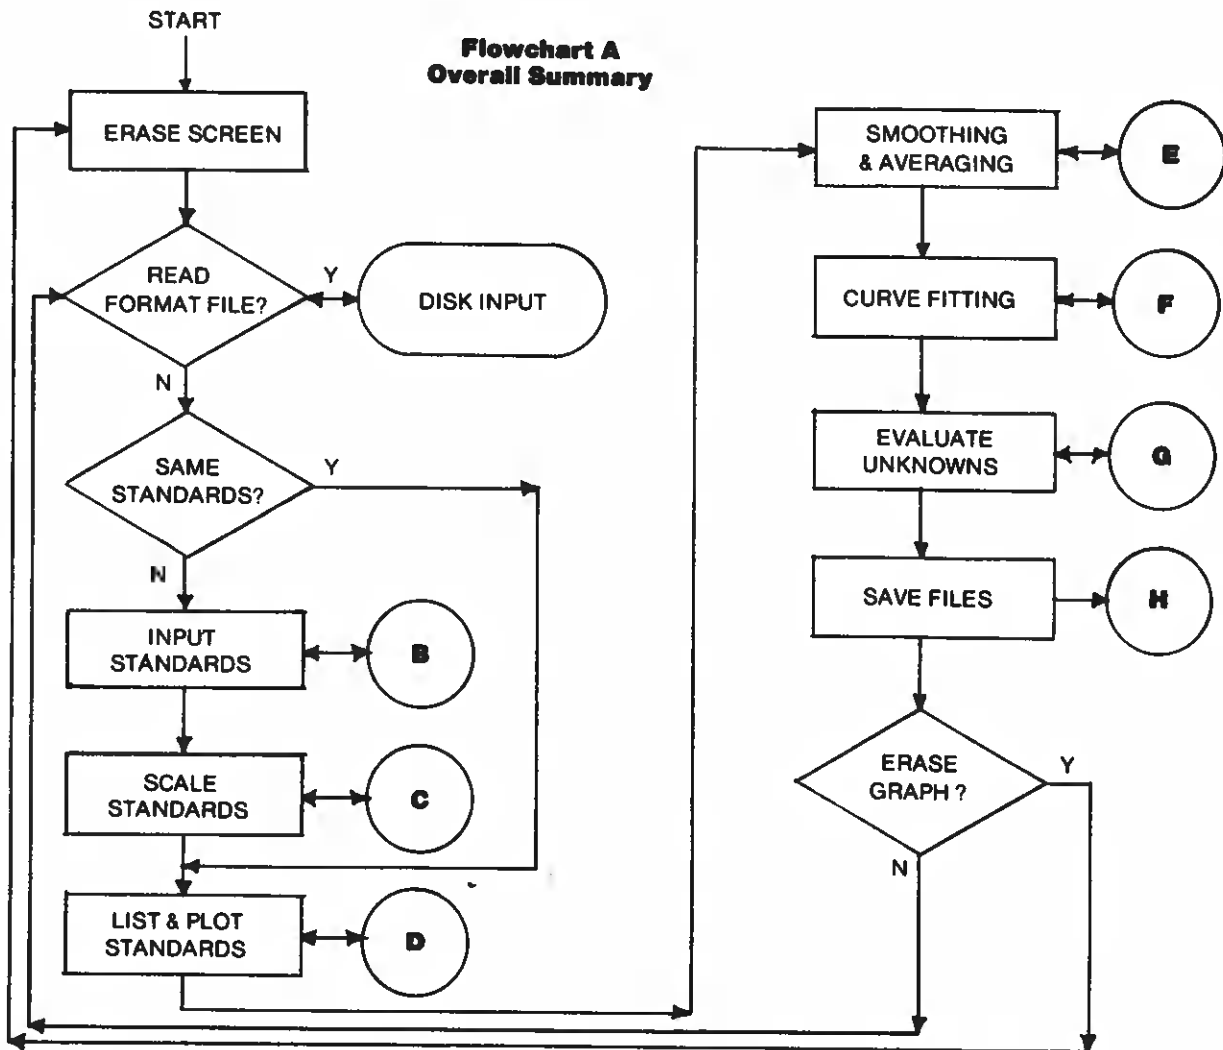 START
Flowchart A
Overall Summary
ERASE SCREEN
READ
FORMAT FILE?
Y
DISK INPUT
N
SAME
STANDARDS?
Y
N
INPUT
STANDARDS
B
SCALE
STANDARDS
C
LIST & PLOT
STANDARDS
D
SMOOTHING
& AVERAGING
E
CURVE FITTING
F
EVALUATE
UNKNOWNS
G
SAVE FILES
H
ERASE
GRAPH ?
Y
N